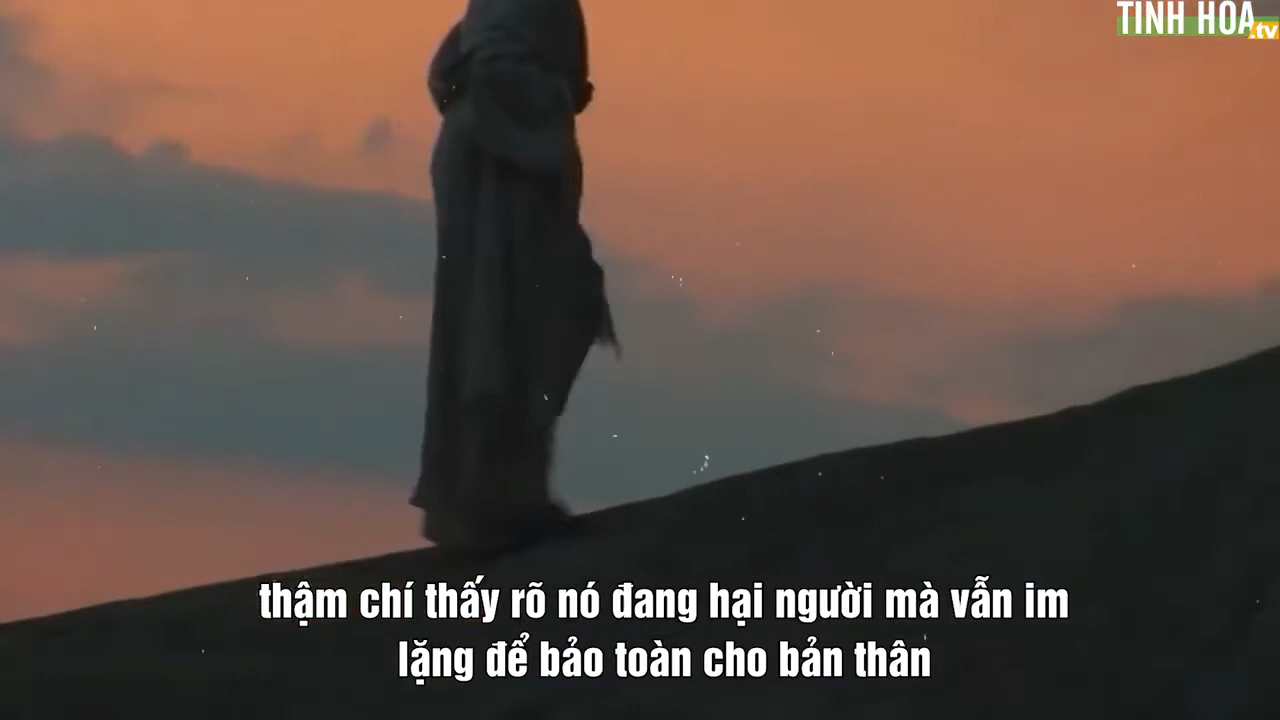 TINH HOA
.tv
thậm chí thấy rõ nó đang hại người mà vẫn im
lặng để bảo toàn cho bản thân